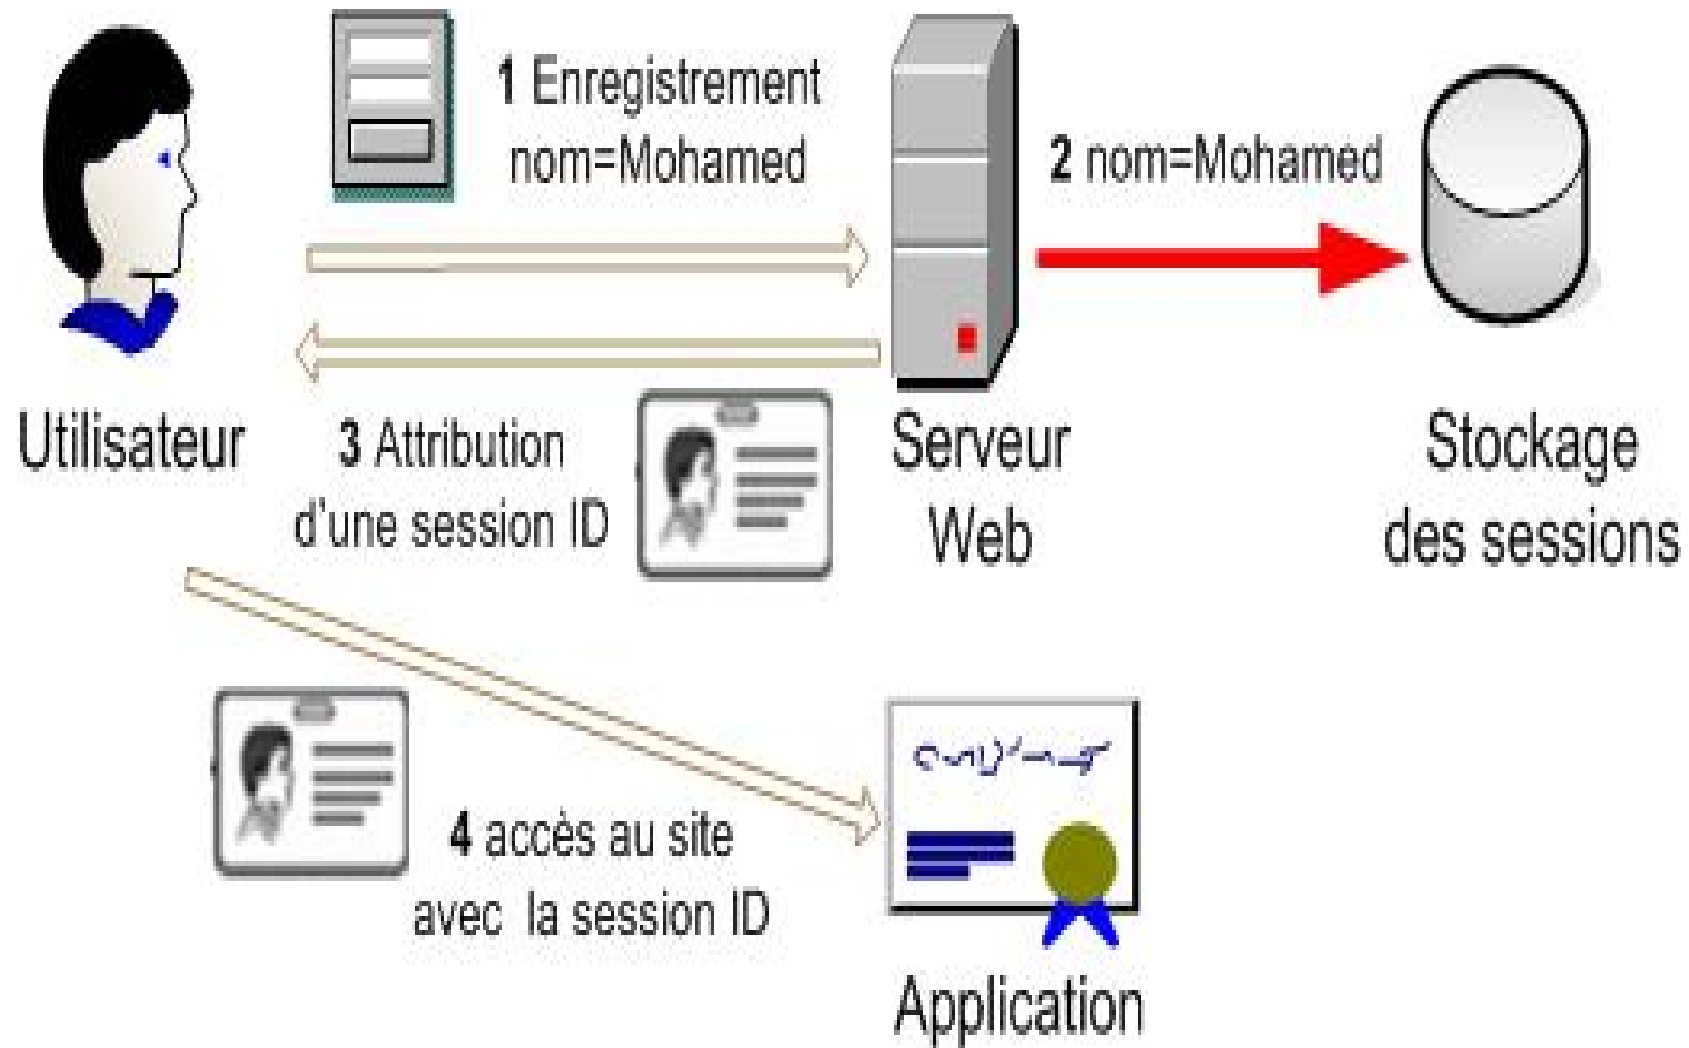 1 Enregistrement
nom=Mohamed
2 nom=Mohamed
Utilisateur
3 Attribution
d'une session ID
Serveur
Web
Stockage
des sessions
4 accès au site
avec la session ID
Application